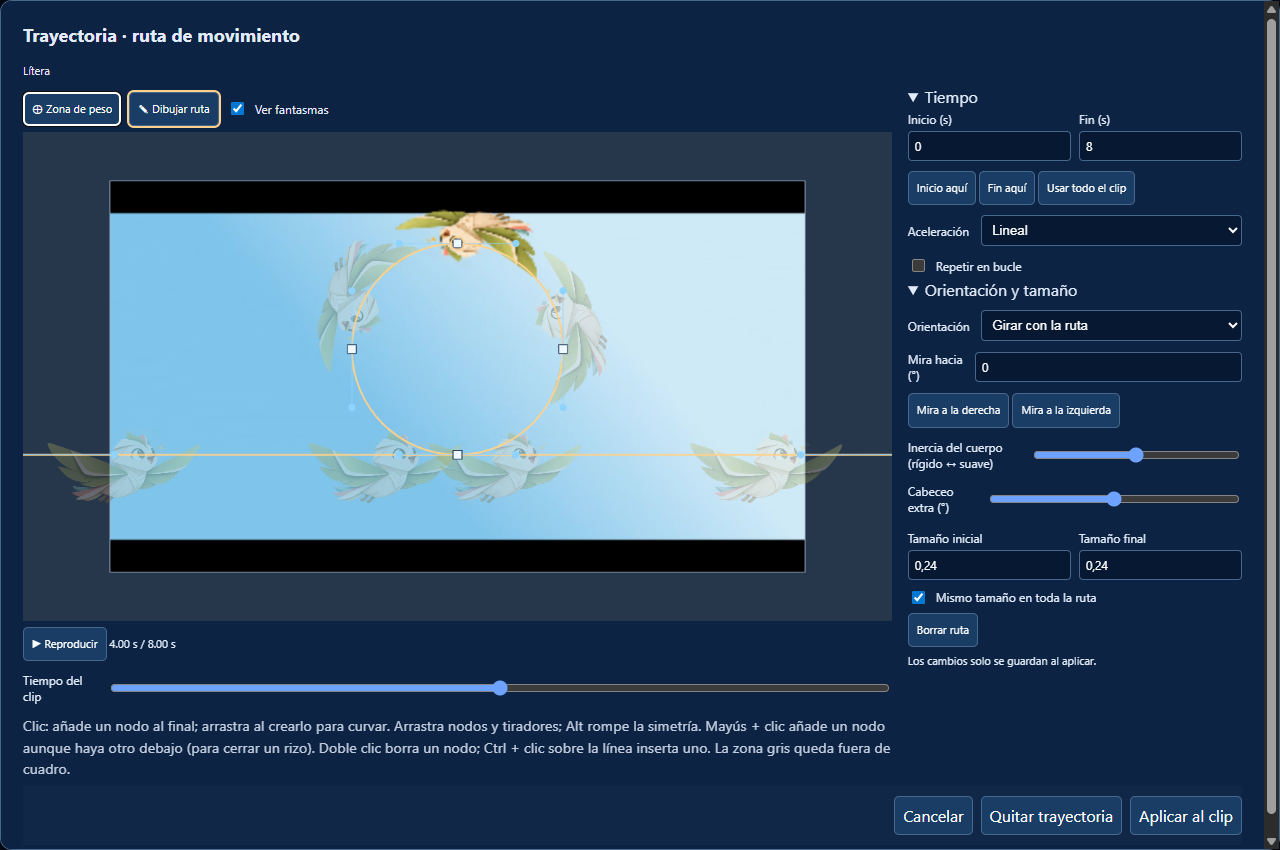 Trayectoria · ruta de movimiento
Lítera
⊕ Zona de peso
✎ Dibujar ruta
Ver fantasmas
▶ Reproducir
4.00 s / 8.00 s
Tiempo del
clip
Clic: añade un nodo al final; arrastra al crearlo para curvar. Arrastra nodos y tiradores; Alt rompe la simetría. Mayús + clic añade un nodo
aunque haya otro debajo (para cerrar un rizo). Doble clic borra un nodo; Ctrl + clic sobre la línea inserta uno. La zona gris queda fuera de
cuadro.
▼ Tiempo
Inicio (s)
Fin (s)
0
8
Inicio aquí
Fin aquí
Usar todo el clip
Aceleración
Lineal
Repetir en bucle
▼ Orientación y tamaño
Orientación
Girar con la ruta
Mira hacia
(°)
0
Mira a la derecha
Mira a la izquierda
Inercia del cuerpo
(rígido ↔ suave)
Cabeceo
extra (°)
Tamaño inicial
Tamaño final
0,24
0,24
Mismo tamaño en toda la ruta
Borrar ruta
Los cambios solo se guardan al aplicar.
Cancelar
Quitar trayectoria
Aplicar al clip